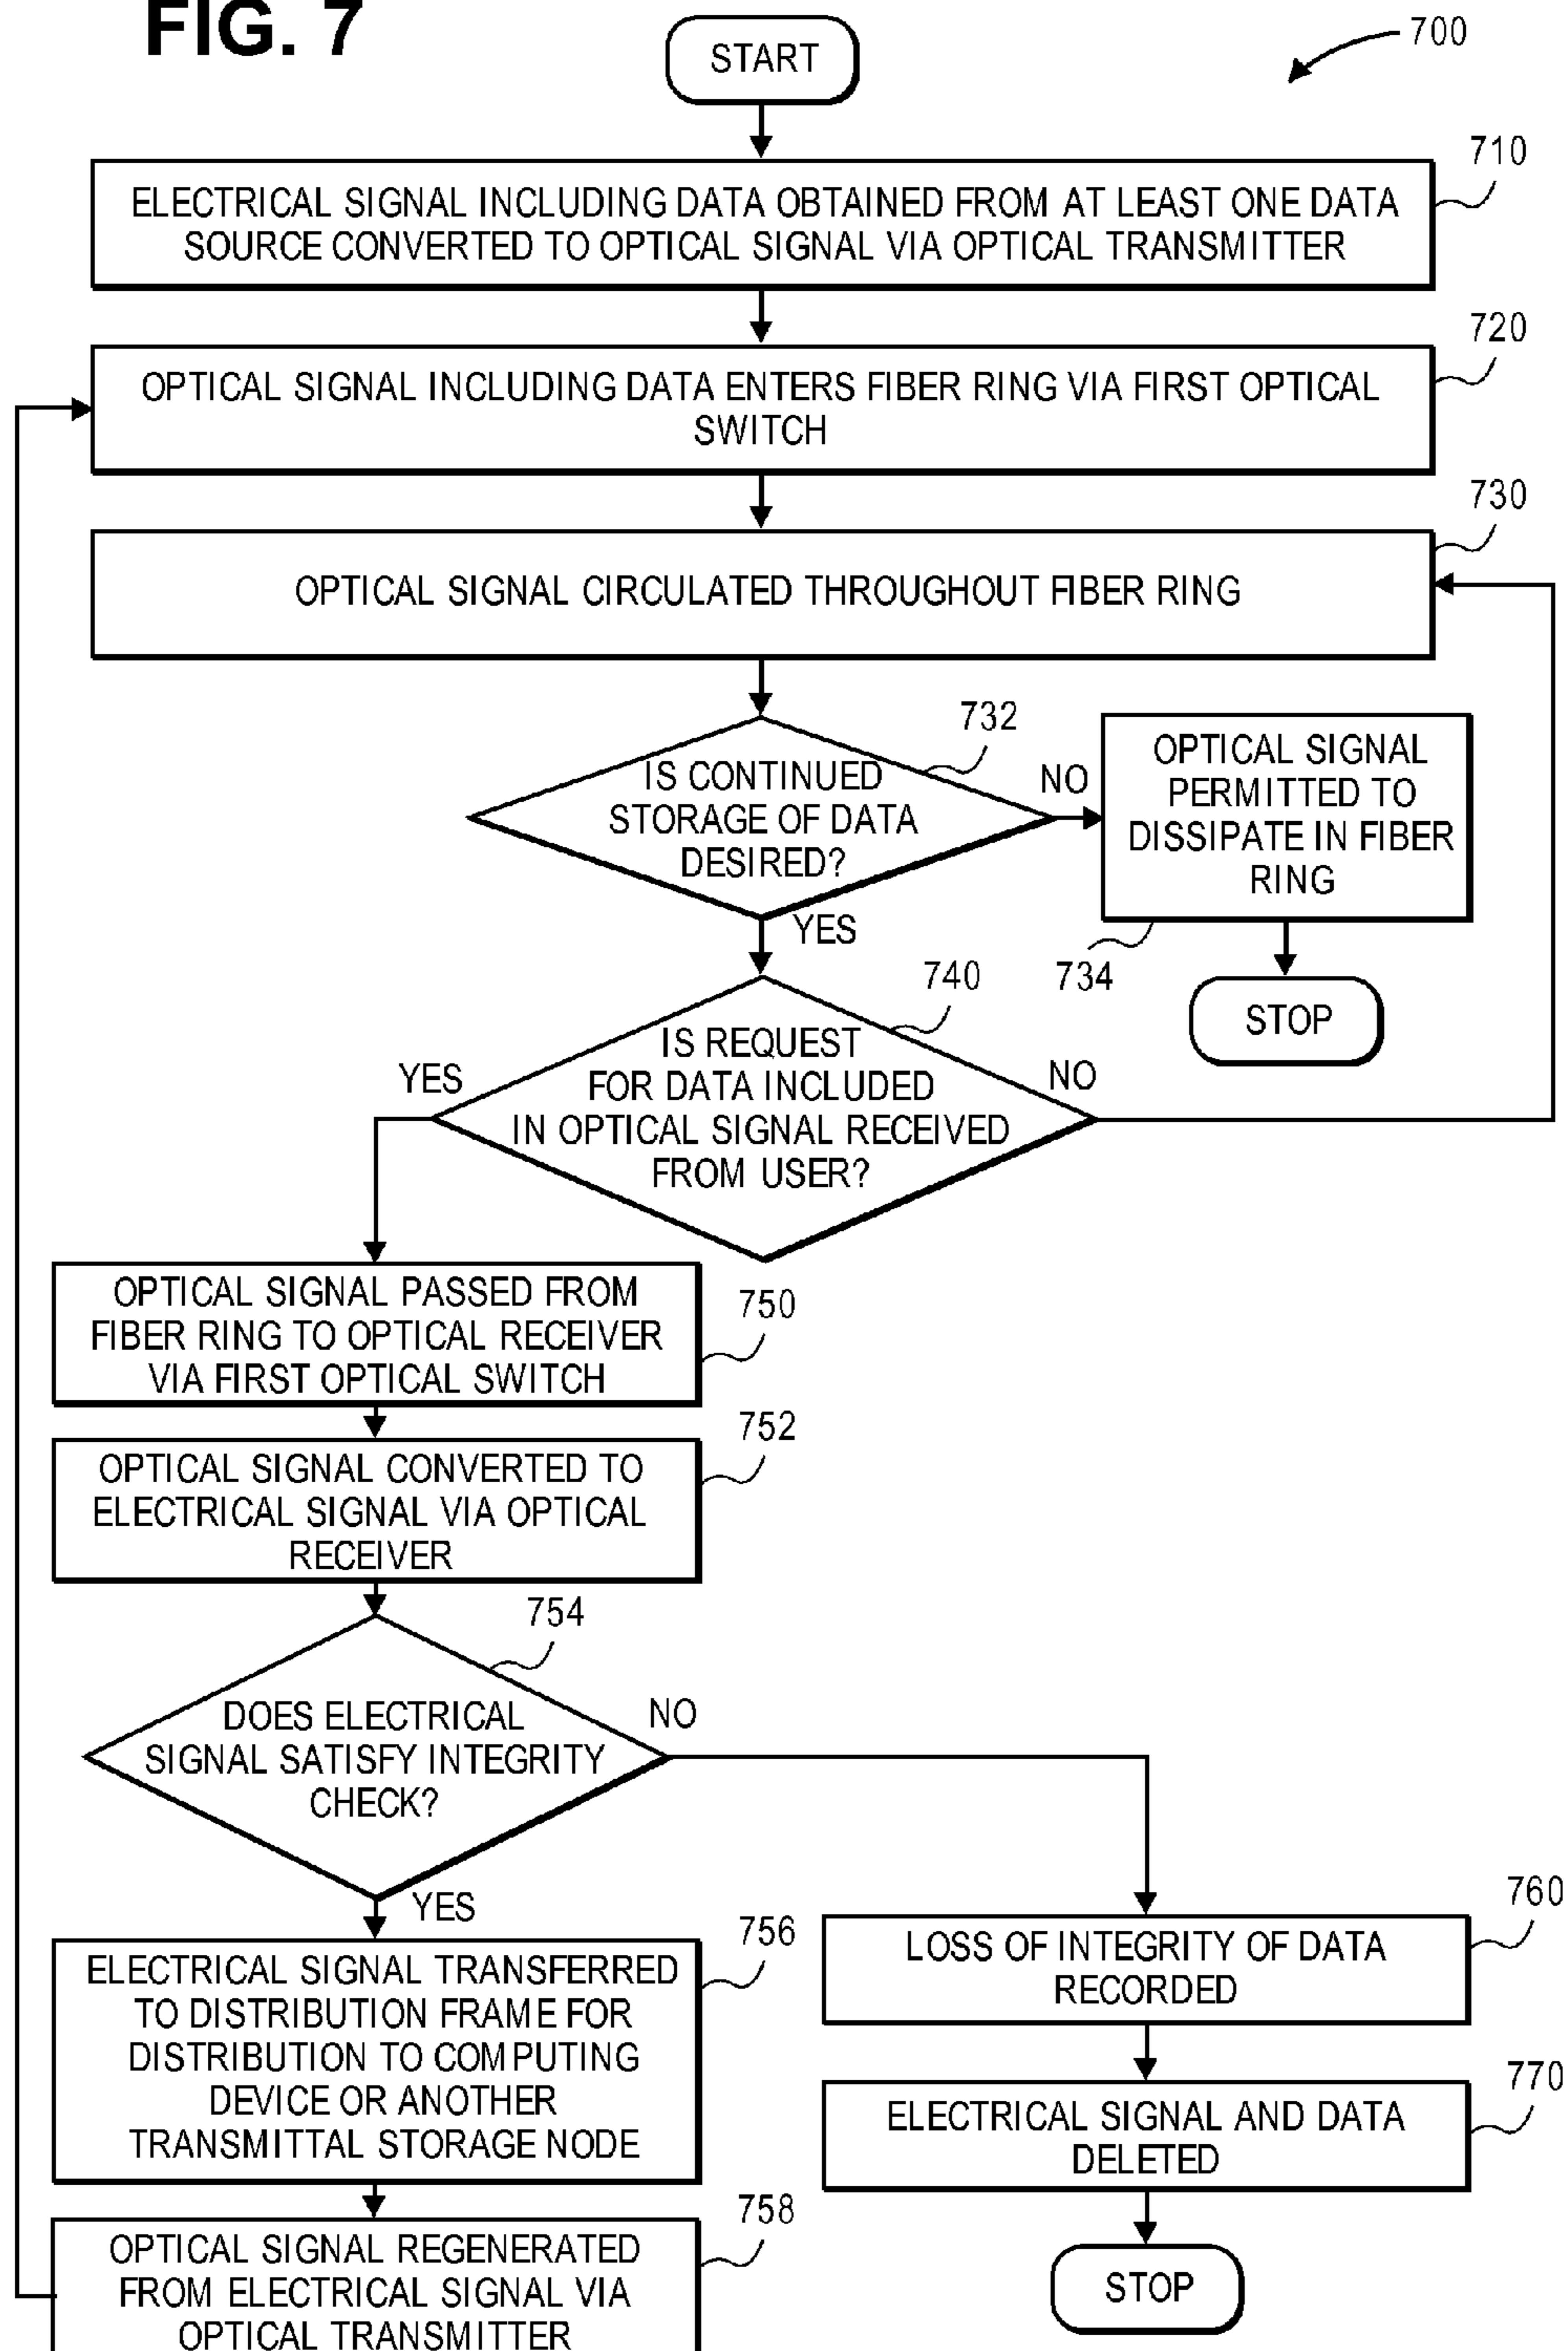 FIG. 7
START
700
710
ELECTRICAL SIGNAL INCLUDING DATA OBTAINED FROM AT LEAST ONE DATA
SOURCE CONVERTED TO OPTICAL SIGNAL VIA OPTICAL TRANSMITTER
720
OPTICAL SIGNAL INCLUDING DATA ENTERS FIBER RING VIA FIRST OPTICAL
SWITCH
730
OPTICAL SIGNAL CIRCULATED THROUGHOUT FIBER RING
732
IS CONTINUED
STORAGE OF DATA
DESIRED?
NO
OPTICAL SIGNAL
PERMITTED TO
DISSIPATE IN FIBER
RING
734
STOP
YES
740
IS REQUEST
FOR DATA INCLUDED
IN OPTICAL SIGNAL RECEIVED
FROM USER?
YES
NO
OPTICAL SIGNAL PASSED FROM
FIBER RING TO OPTICAL RECEIVER
VIA FIRST OPTICAL SWITCH
750
752
OPTICAL SIGNAL CONVERTED TO
ELECTRICAL SIGNAL VIA OPTICAL
RECEIVER
754
DOES ELECTRICAL
SIGNAL SATISFY INTEGRITY
CHECK?
NO
YES
756
ELECTRICAL SIGNAL TRANSFERRED
TO DISTRIBUTION FRAME FOR
DISTRIBUTION TO COMPUTING
DEVICE OR ANOTHER
TRANSMITTAL STORAGE NODE
758
OPTICAL SIGNAL REGENERATED
FROM ELECTRICAL SIGNAL VIA
OPTICAL TRANSMITTER
760
LOSS OF INTEGRITY OF DATA
RECORDED
770
ELECTRICAL SIGNAL AND DATA
DELETED
STOP